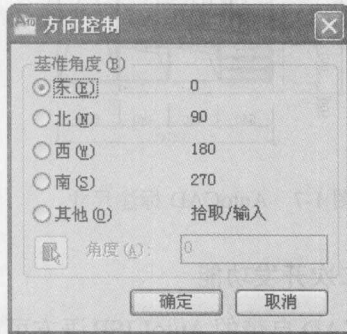 方向控制
基准角度(B)
东(E) 0
北(N) 90
西(W) 180
南(S) 270
其他(O) 拾取/输入
角度(A): 0
确定 取消